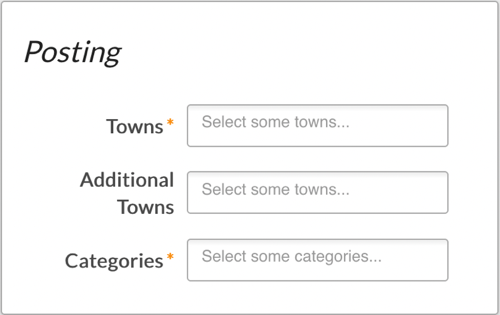 Posting
Towns *
Select some towns...
Additional
Towns
Select some towns...
Categories *
Select some categories...